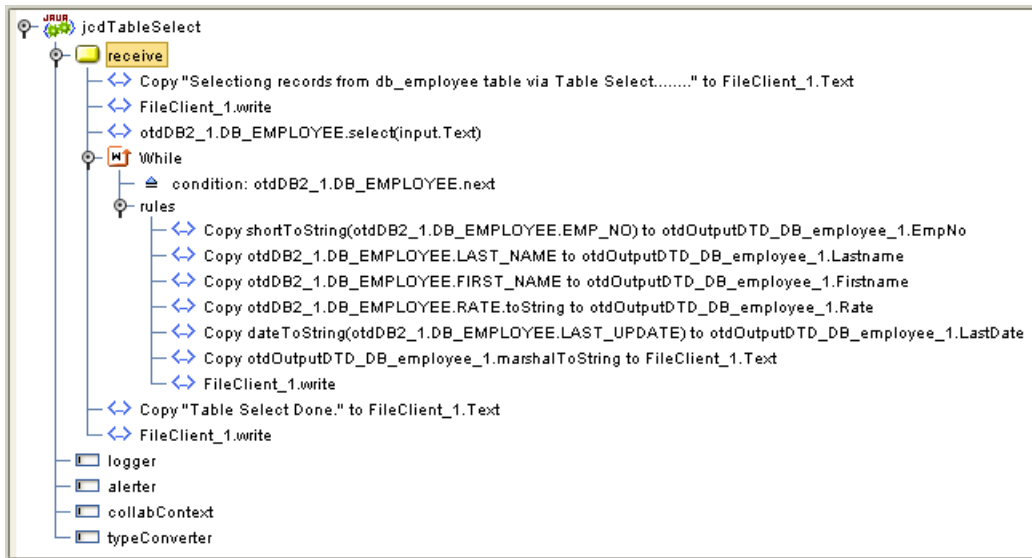 JAVA jcdTableSelect
receive
Copy "Selectiong records from db_employee table via Table Select........" to FileClient_1.Text
FileClient_1.write
otdDB2_1.DB_EMPLOYEE.select(input.Text)
W While
condition: otdDB2_1.DB_EMPLOYEE.next
rules
Copy shortToString(otdDB2_1.DB_EMPLOYEE.EMP_NO) to otdOutputDTD_DB_employee_1.EmpNo
Copy otdDB2_1.DB_EMPLOYEE.LAST_NAME to otdOutputDTD_DB_employee_1.Lastname
Copy otdDB2_1.DB_EMPLOYEE.FIRST_NAME to otdOutputDTD_DB_employee_1.Firstname
Copy otdDB2_1.DB_EMPLOYEE.RATE.toString to otdOutputDTD_DB_employee_1.Rate
Copy dateToString(otdDB2_1.DB_EMPLOYEE.LAST_UPDATE) to otdOutputDTD_DB_employee_1.LastDate
Copy otdOutputDTD_DB_employee_1.marshalToString to FileClient_1.Text
FileClient_1.write
Copy "Table Select Done." to FileClient_1.Text
FileClient_1.write
logger
alerter
collabContext
typeConverter